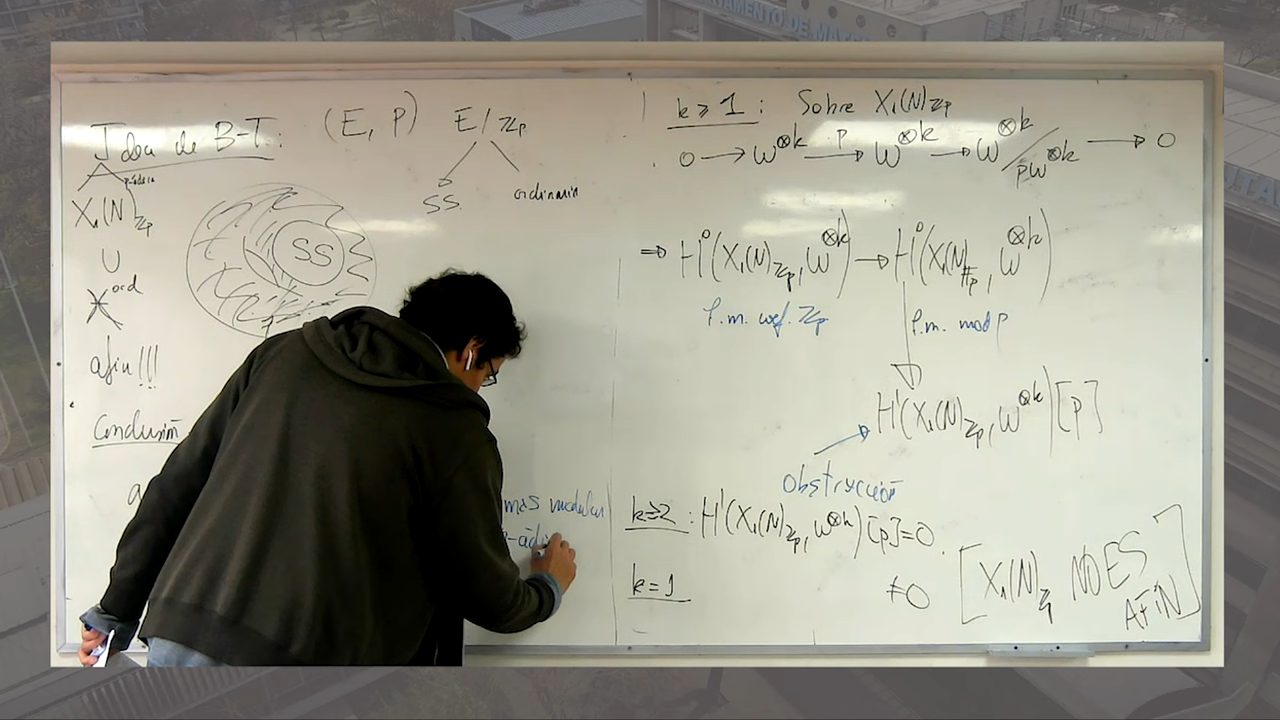 Idea de B-T:
(E, P) E/ℤp
SS ordinario
X₁(N)ℤp
∪
X^ord
afin!!!
SS
Conclusión
mas modular
p-adi
k ≥ 1: Sobre X₁(N)ℤp
0 → ω^⊗k →p ω^⊗k → ω^⊗k/pω^⊗k → 0
⇒ H⁰(X₁(N)ℤp, ω^⊗k) → H⁰(X₁(N)𝔽p, ω^⊗k)
f.m. coef. ℤp f.m. mod p
H¹(X₁(N)ℤp, ω^⊗k)[p]
Obstrucción
k≥2: H¹(X₁(N)ℤp, ω^⊗k)[p]=0.
k=1 ≠0 [X₁(N)ℤp NO ES AFIN]